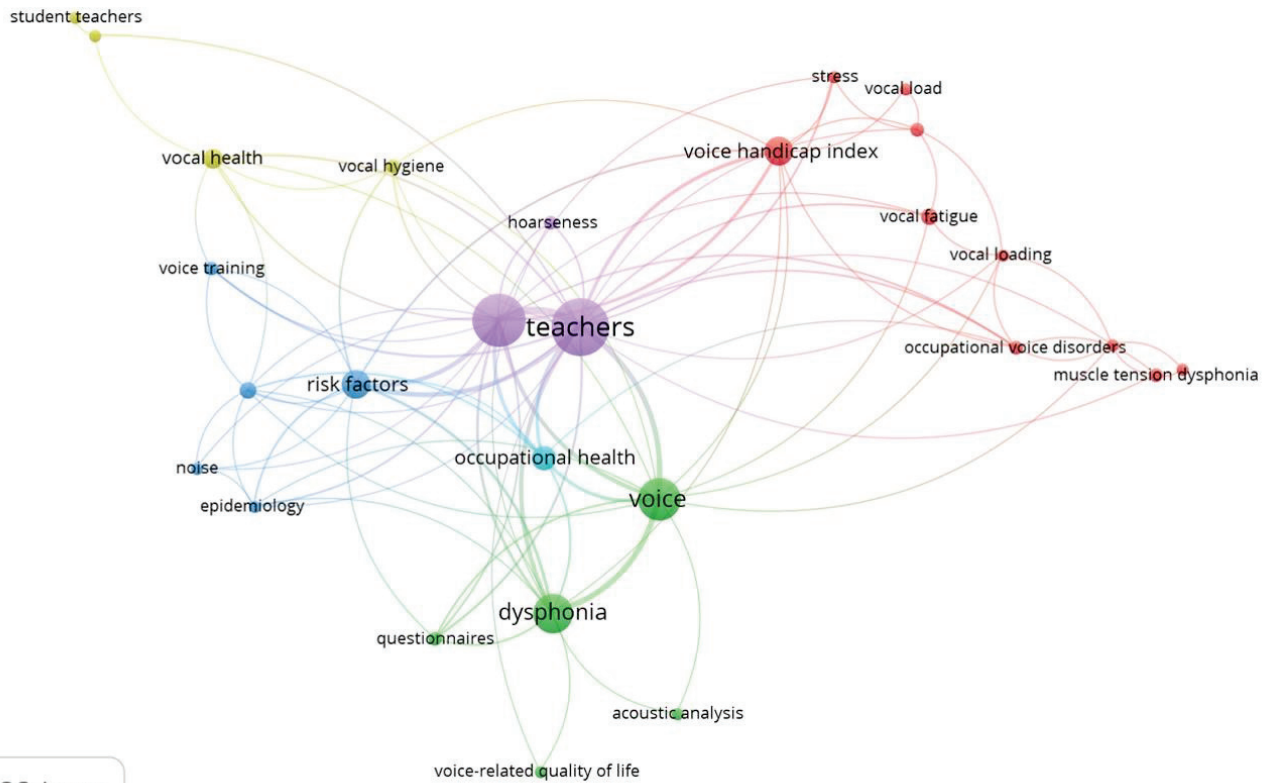 student teachers
stress
vocal load
voice handicap index
vocal health
vocal hygiene
vocal fatigue
hoarseness
vocal loading
voice training
teachers
occupational voice disorders
muscle tension dysphonia
risk factors
occupational health
noise
voice
epidemiology
dysphonia
questionnaires
acoustic analysis
voice-related quality of life